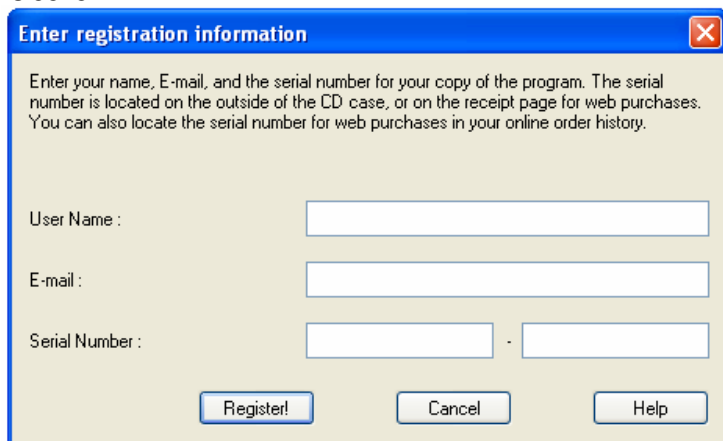 Enter registration information
Enter your name, E-mail, and the serial number for your copy of the program. The serial
number is located on the outside of the CD case, or on the receipt page for web purchases.
You can also locate the serial number for web purchases in your online order history.
User Name :
E-mail :
Serial Number :
-
Register! Cancel Help